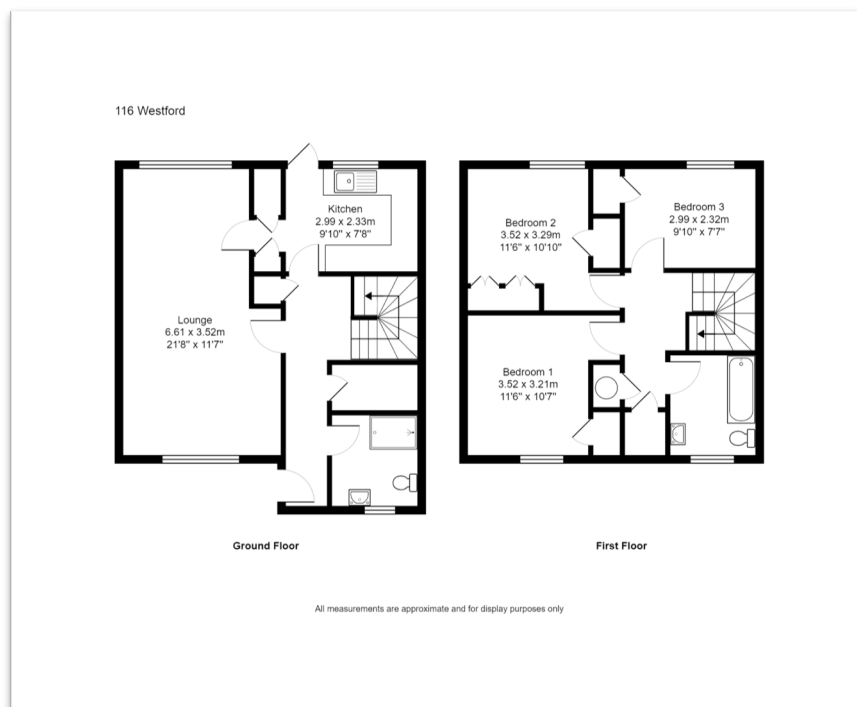 116 Westford
Kitchen
2.99 x 2.33m
9'10" x 7'8"
Lounge
6.61 x 3.52m
21'8" x 11'7"
Bedroom 2
3.52 x 3.29m
11'6" x 10'10"
Bedroom 3
2.99 x 2.32m
9'10" x 7'7"
Bedroom 1
3.52 x 3.21m
11'6" x 10'7"
Ground Floor
First Floor
All measurements are approximate and for display purposes only